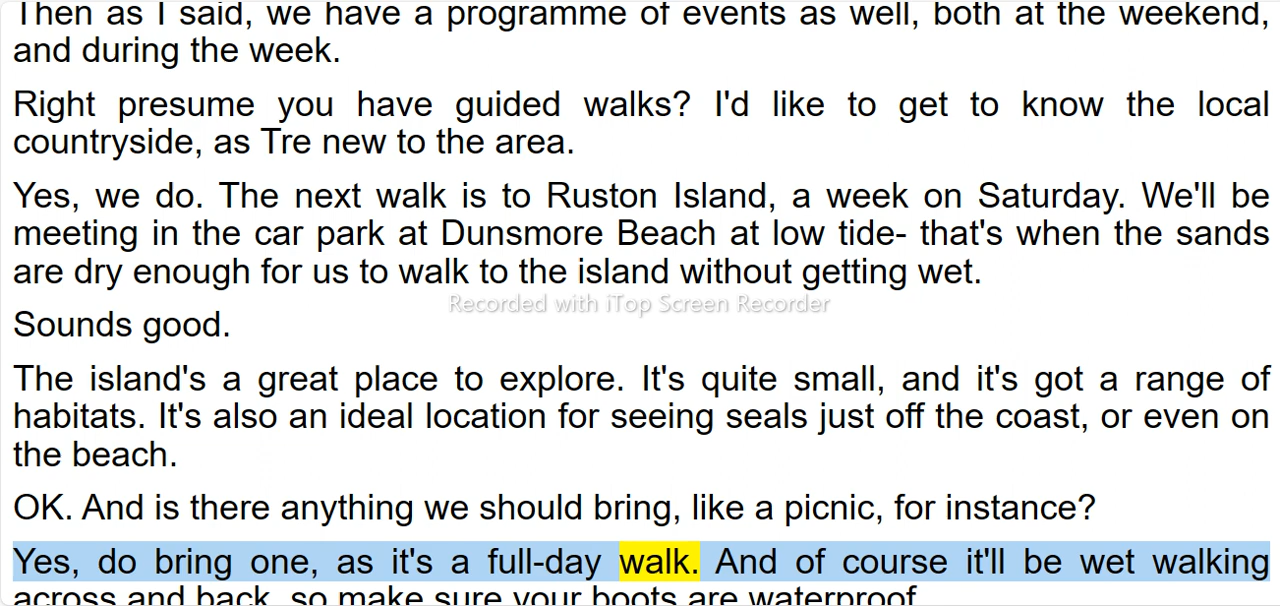 Then as I said, we have a programme of events as well, both at the weekend,
and during the week.
Right presume you have guided walks? I'd like to get to know the local
countryside, as Tre new to the area.
Yes, we do. The next walk is to Ruston Island, a week on Saturday. We'll be
meeting in the car park at Dunsmore Beach at low tide- that's when the sands
are dry enough for us to walk to the island without getting wet.
Recorded with iTop Screen Recorder
Sounds good.
The island's a great place to explore. It's quite small, and it's got a range of
habitats. It's also an ideal location for seeing seals just off the coast, or even on
the beach.
OK. And is there anything we should bring, like a picnic, for instance?
Yes, do bring one, as it's a full-day walk. And of course it'll be wet walking
across and back, so make sure your boots are waterproof.